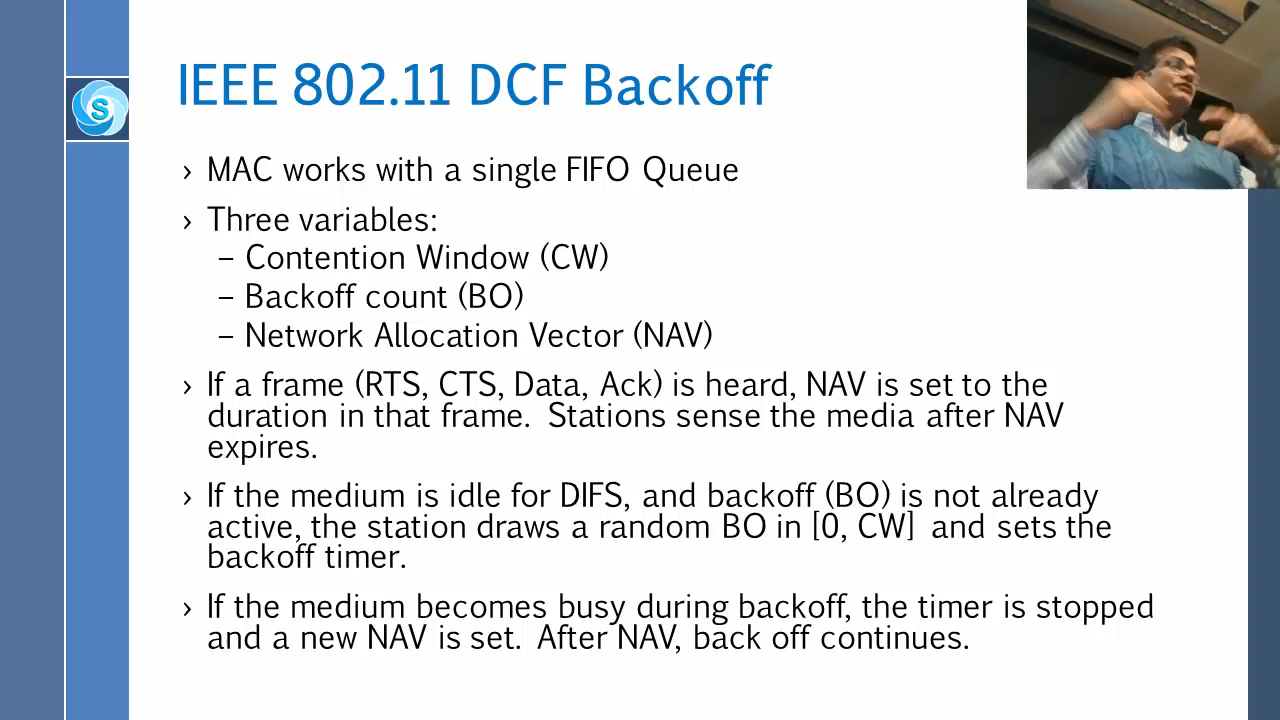 IEEE 802.11 DCF Backoff
S
› MAC works with a single FIFO Queue
› Three variables:
– Contention Window (CW)
– Backoff count (BO)
– Network Allocation Vector (NAV)
› If a frame (RTS, CTS, Data, Ack) is heard, NAV is set to the
duration in that frame. Stations sense the media after NAV
expires.
› If the medium is idle for DIFS, and backoff (BO) is not already
active, the station draws a random BO in [0, CW] and sets the
backoff timer.
› If the medium becomes busy during backoff, the timer is stopped
and a new NAV is set. After NAV, back off continues.